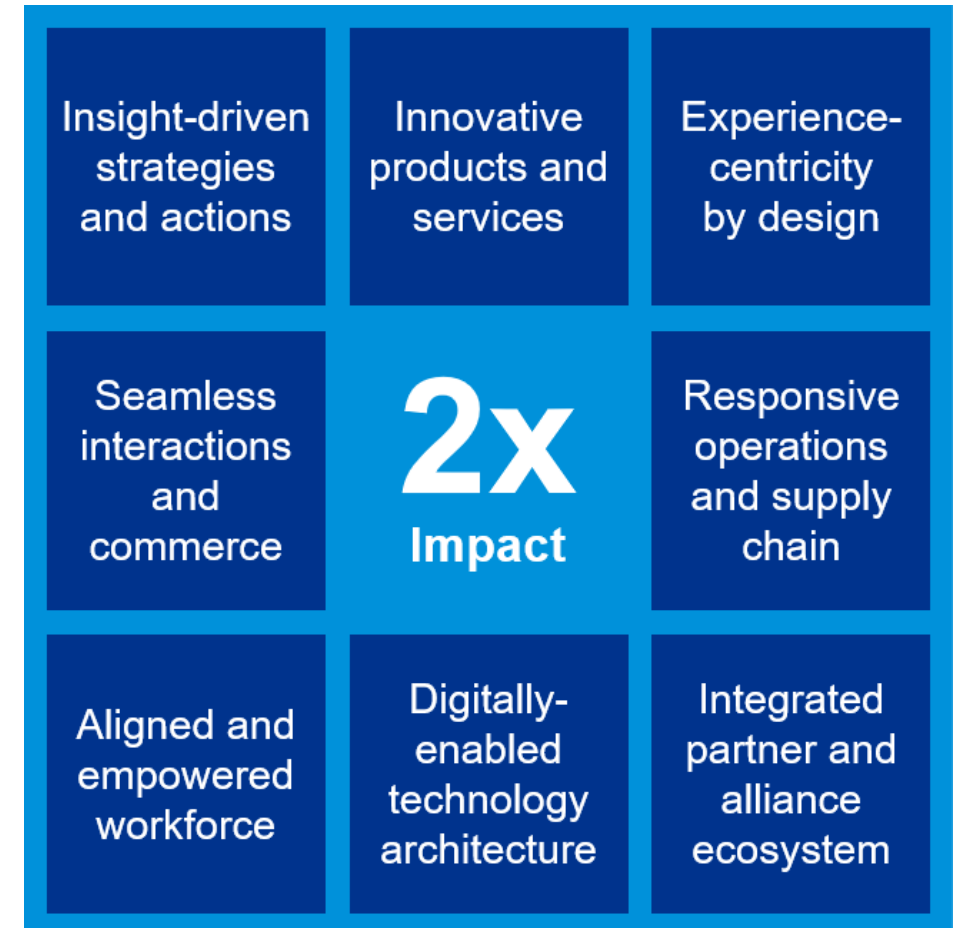 Insight-driven
strategies
and actions
Innovative
products and
services
Experience-
centricity
by design
Seamless
interactions
and
commerce
2x
Impact
Responsive
operations
and supply
chain
Aligned and
empowered
workforce
Digitally-
enabled
technology
architecture
Integrated
partner and
alliance
ecosystem